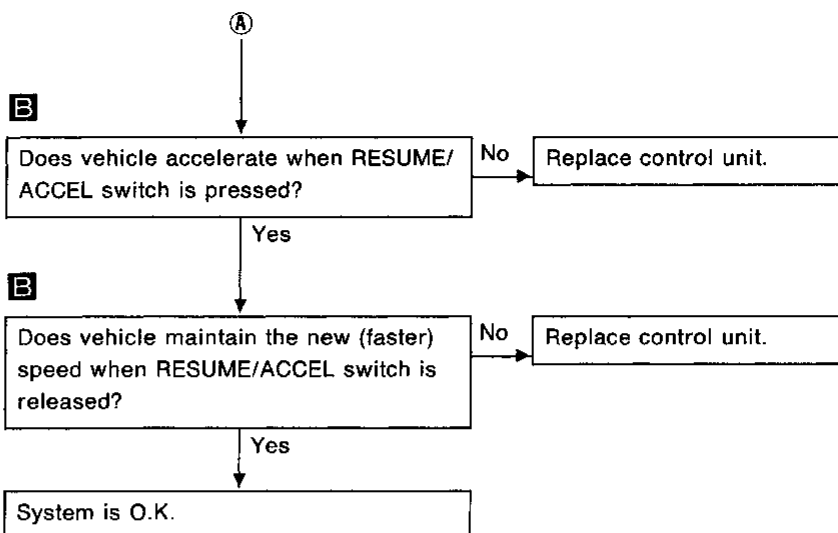 Ⓐ
B
Does vehicle accelerate when RESUME/
ACCEL switch is pressed?
No
Replace control unit.
Yes
B
Does vehicle maintain the new (faster)
speed when RESUME/ACCEL switch is
released?
No
Replace control unit.
Yes
System is O.K.